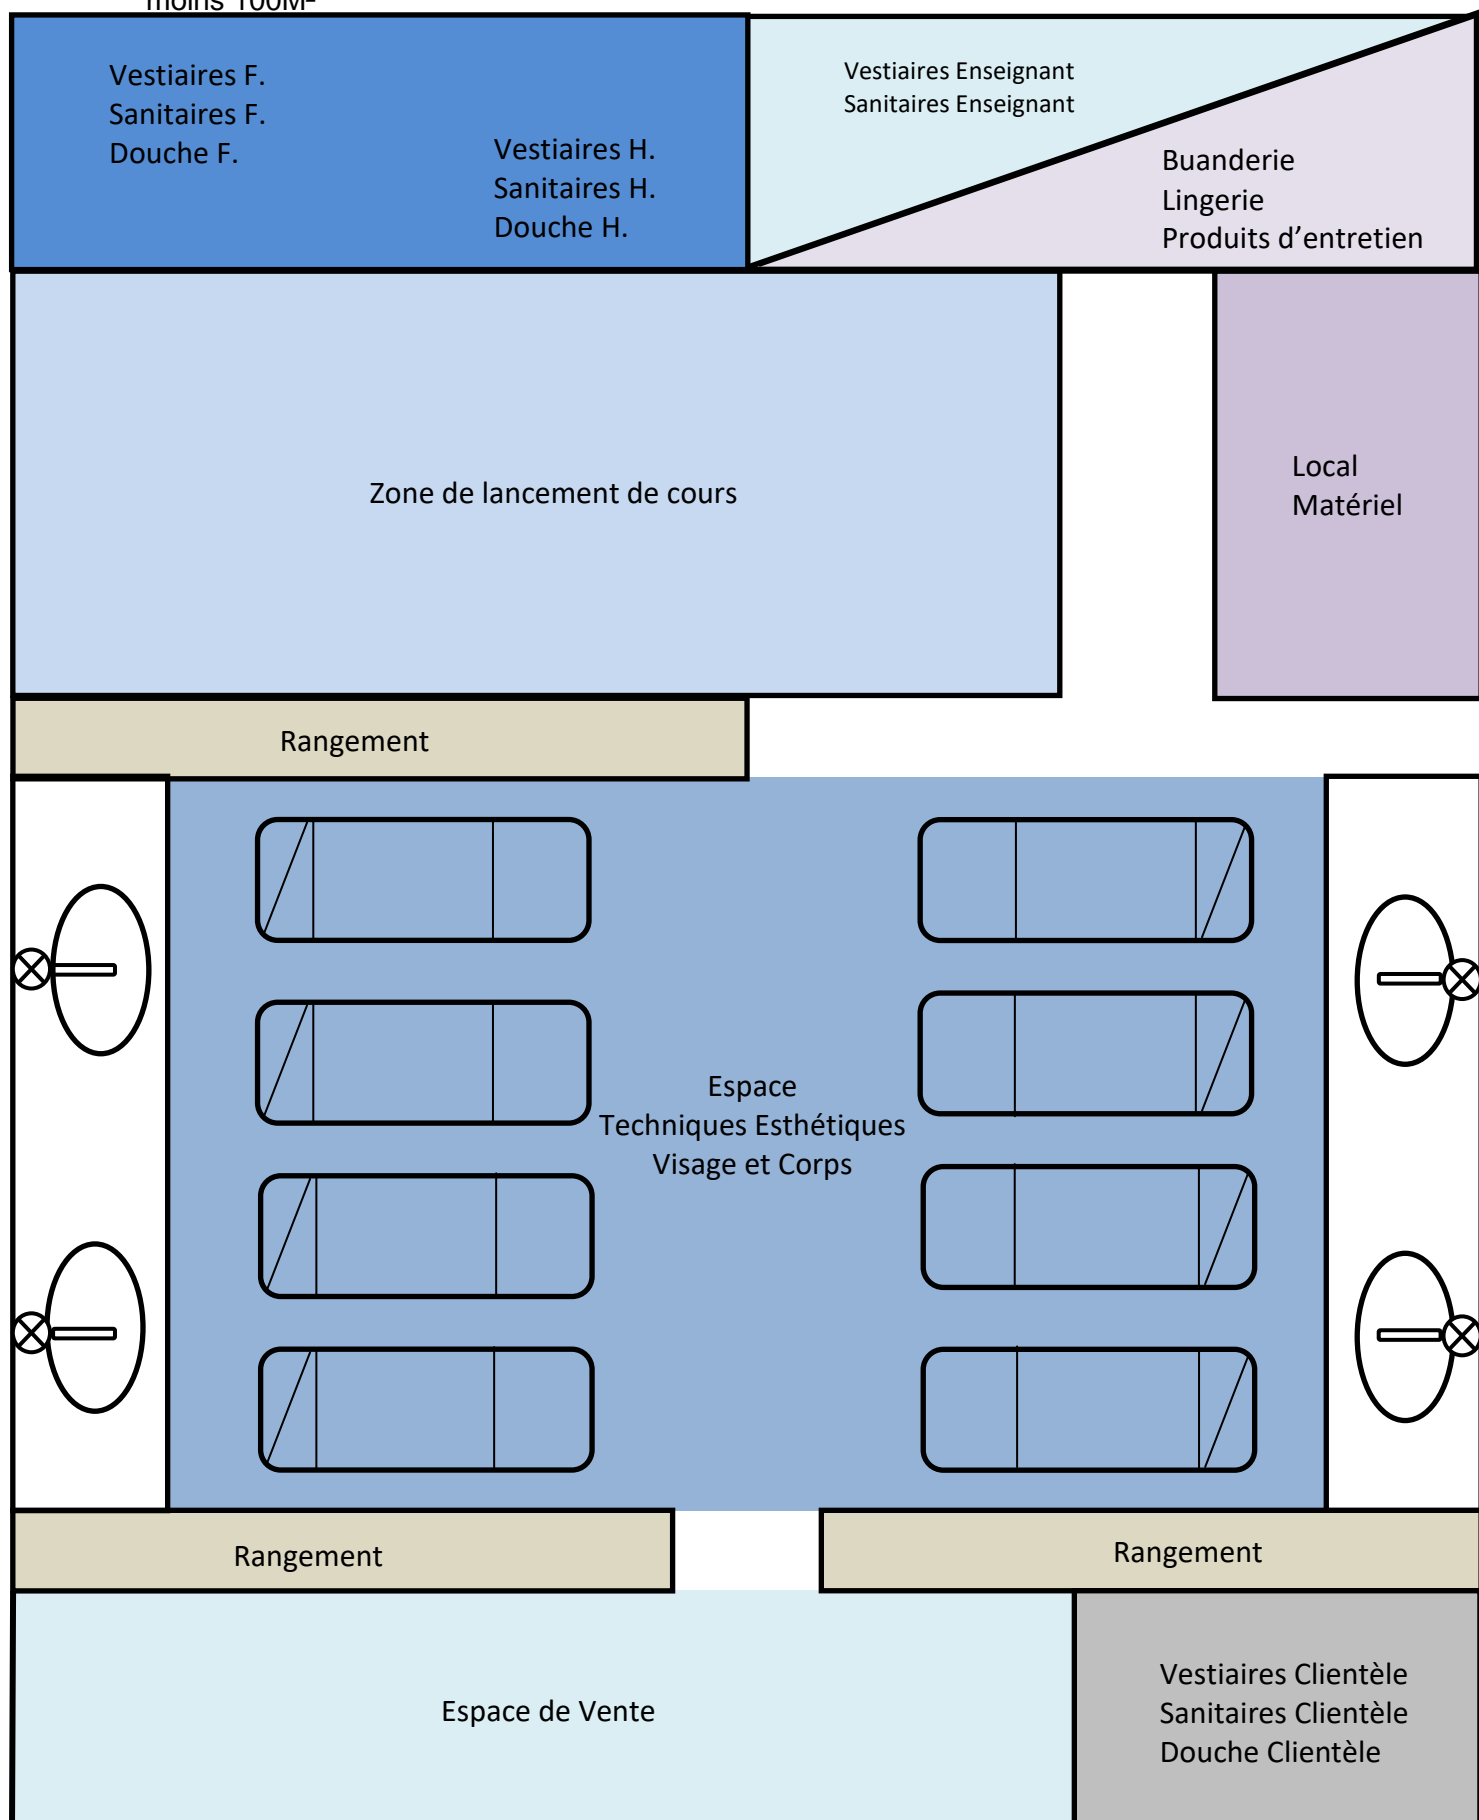 moins 100M²
Vestiaires F.
Sanitaires F.
Douche F.
Vestiaires H.
Sanitaires H.
Douche H.
Vestiaires Enseignant
Sanitaires Enseignant
Buanderie
Lingerie
Produits d’entretien
Zone de lancement de cours
Local
Matériel
Rangement
Espace
Techniques Esthétiques
Visage et Corps
Rangement
Rangement
Espace de Vente
Vestiaires Clientèle
Sanitaires Clientèle
Douche Clientèle